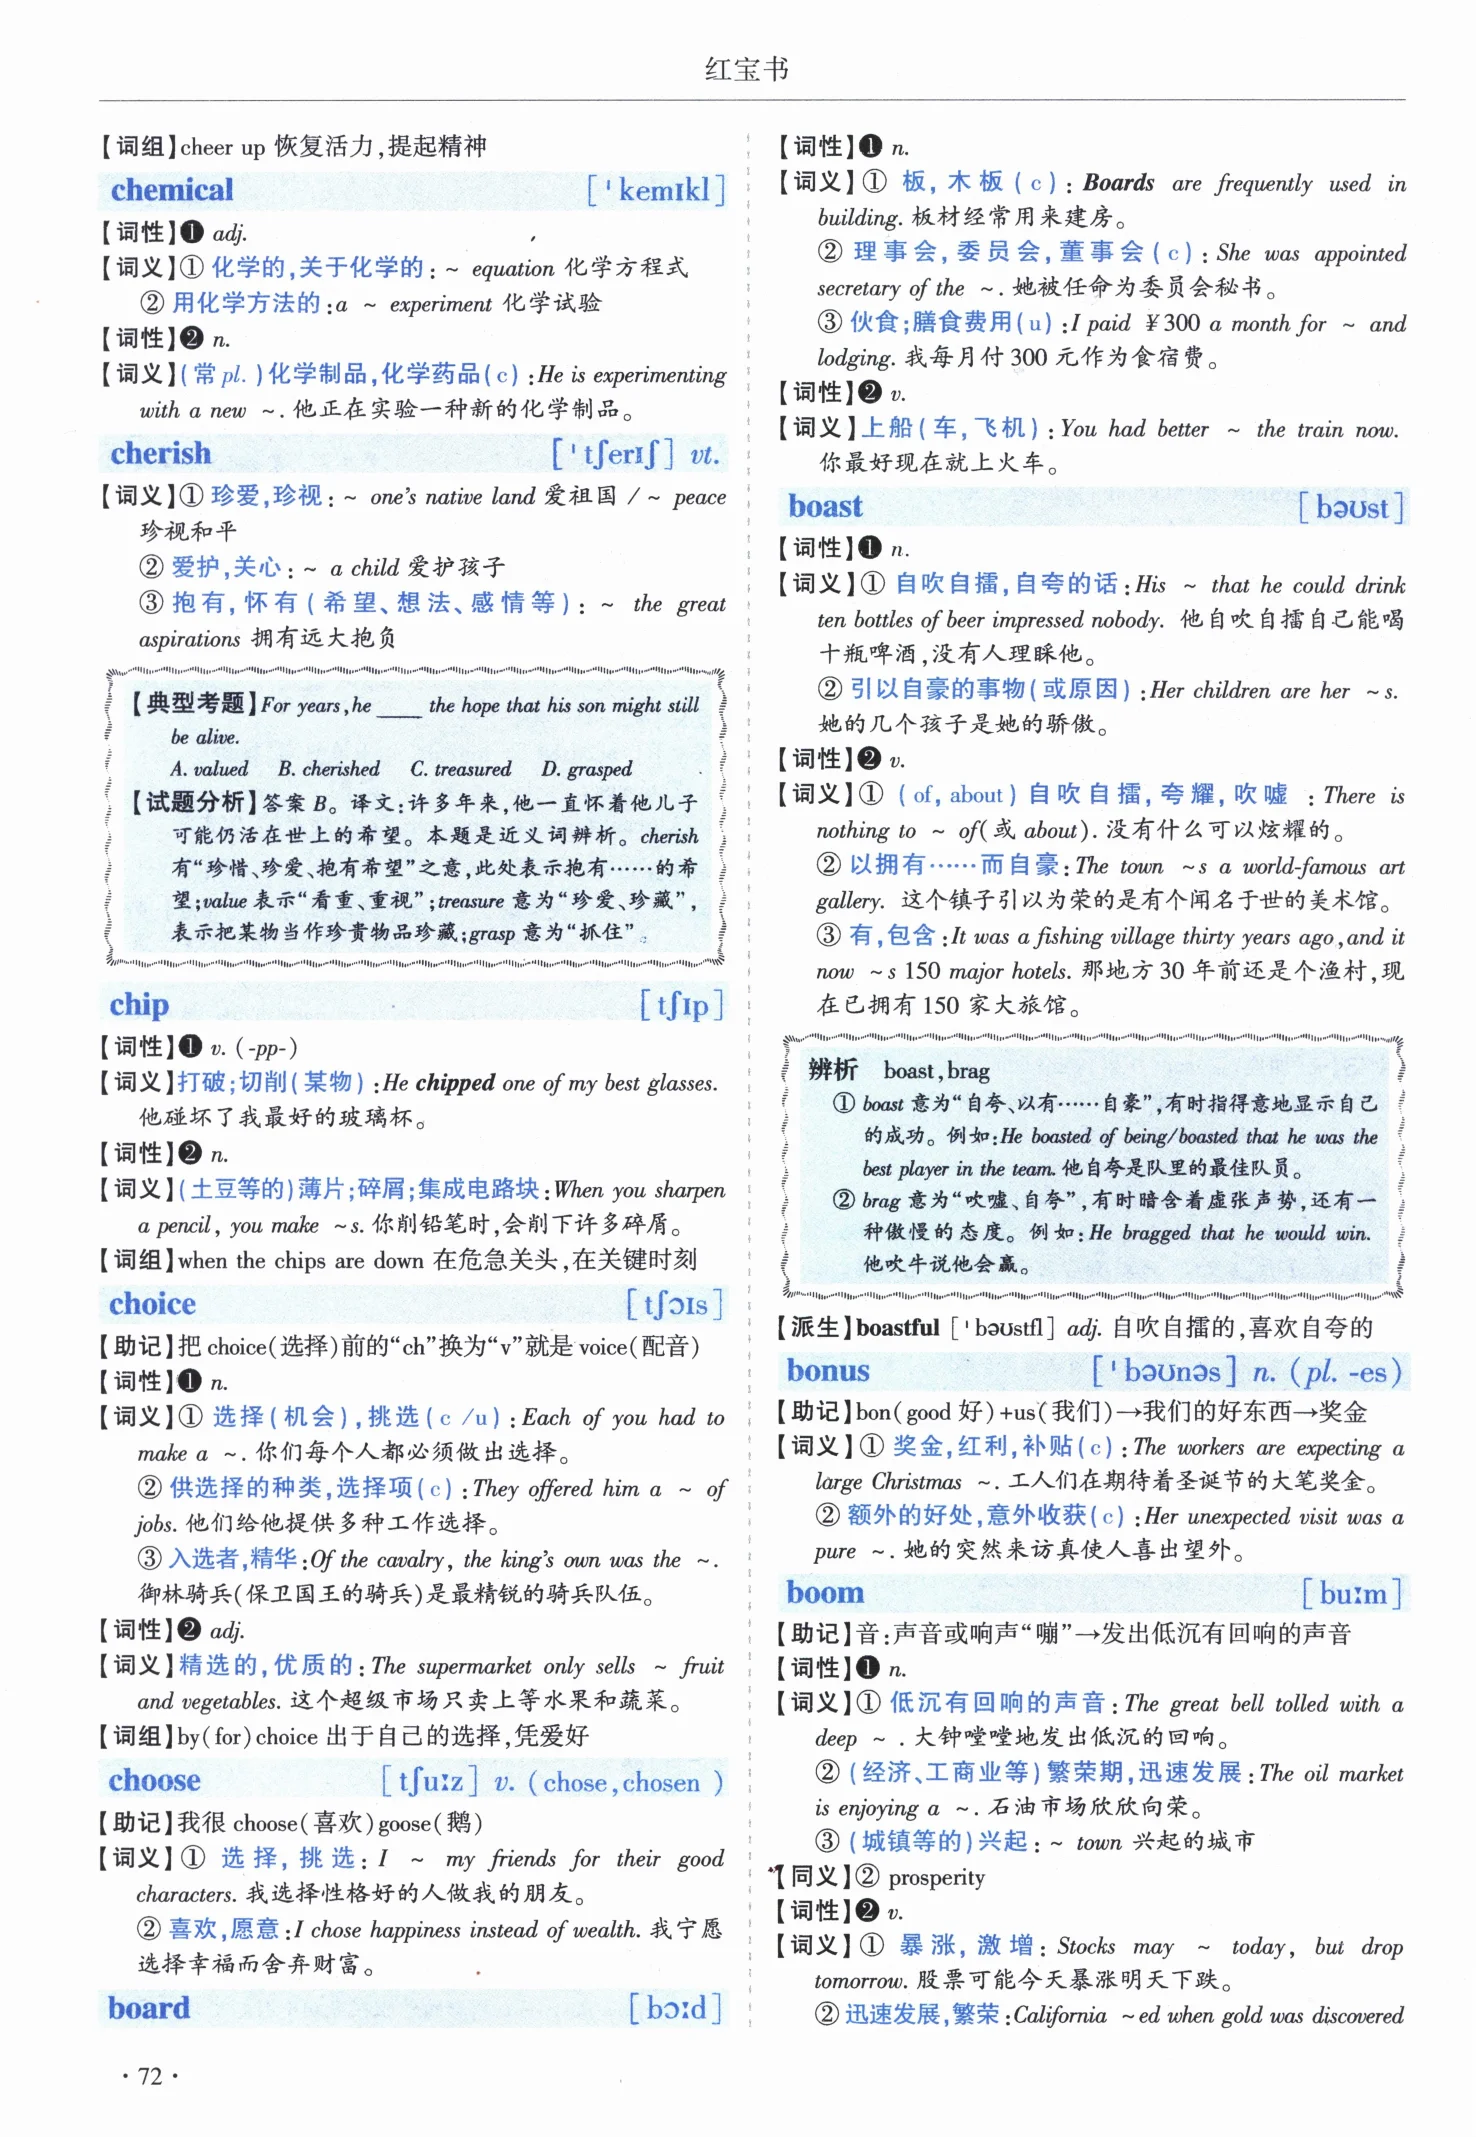 红宝书
【词组】cheer up 恢复活力,提起精神
chemical [ˈkemɪkl]
【词性】❶ adj.
【词义】① 化学的,关于化学的: ~ equation 化学方程式
② 用化学方法的:a ~ experiment 化学试验
【词性】❷ n.
【词义】(常 pl. )化学制品,化学药品(c) :He is experimenting
with a new ~. 他正在实验一种新的化学制品。
cherish [ˈtʃerɪʃ] vt.
【词义】① 珍爱,珍视: ~ one's native land 爱祖国 / ~ peace
珍视和平
② 爱护,关心: ~ a child 爱护孩子
③ 抱有, 怀有 ( 希望、想法、感情等) : ~ the great
aspirations 拥有远大抱负
【典型考题】For years,he ____ the hope that his son might still
be alive.
A. valued B. cherished C. treasured D. grasped
【试题分析】答案 B。译文:许多年来,他一直怀着他儿子
可能仍活在世上的希望。本题是近义词辨析。cherish
有“珍惜、珍爱、抱有希望”之意,此处表示抱有……的希
望;value 表示“看重、重视”;treasure 意为“珍爱、珍藏”,
表示把某物当作珍贵物品珍藏;grasp 意为“抓住”。
chip [tʃɪp]
【词性】❶ v. (-pp-)
【词义】打破;切削(某物) :He chipped one of my best glasses.
他碰坏了我最好的玻璃杯。
【词性】❷ n.
【词义】(土豆等的)薄片;碎屑;集成电路块:When you sharpen
a pencil, you make ~s. 你削铅笔时,会削下许多碎屑。
【词组】when the chips are down 在危急关头,在关键时刻
choice [tʃɔɪs]
【助记】把 choice(选择)前的“ch”换为“v”就是 voice(配音)
【词性】❶ n.
【词义】① 选择(机会) ,挑选(c /u) :Each of you had to
make a ~. 你们每个人都必须做出选择。
② 供选择的种类,选择项(c) :They offered him a ~ of
jobs. 他们给他提供多种工作选择。
③ 入选者,精华:Of the cavalry, the king's own was the ~.
御林骑兵(保卫国王的骑兵)是最精锐的骑兵队伍。
【词性】❷ adj.
【词义】精选的,优质的:The supermarket only sells ~ fruit
and vegetables. 这个超级市场只卖上等水果和蔬菜。
【词组】by(for)choice 出于自己的选择,凭爱好
choose [tʃuːz] v. (chose,chosen )
【助记】我很 choose(喜欢)goose(鹅)
【词义】① 选择, 挑选: I ~ my friends for their good
characters. 我选择性格好的人做我的朋友。
② 喜欢,愿意:I chose happiness instead of wealth. 我宁愿
选择幸福而舍弃财富。
board [bɔːd]
【词性】❶ n.
【词义】① 板, 木板 ( c ) : Boards are frequently used in
building. 板材经常用来建房。
② 理事会, 委员会, 董事会 ( c ) : She was appointed
secretary of the ~. 她被任命为委员会秘书。
③ 伙食;膳食费用(u) :I paid ￥300 a month for ~ and
lodging. 我每月付 300 元作为食宿费。
【词性】❷ v.
【词义】上船(车,飞机) :You had better ~ the train now.
你最好现在就上火车。
boast [bəʊst]
【词性】❶ n.
【词义】① 自吹自擂,自夸的话:His ~ that he could drink
ten bottles of beer impressed nobody. 他自吹自擂自己能喝
十瓶啤酒,没有人理睬他。
② 引以自豪的事物(或原因) :Her children are her ~s.
她的几个孩子是她的骄傲。
【词性】❷ v.
【词义】① ( of, about) 自吹自擂, 夸耀, 吹嘘 : There is
nothing to ~ of(或 about). 没有什么可以炫耀的。
② 以拥有……而自豪:The town ~s a world-famous art
gallery. 这个镇子引以为荣的是有个闻名于世的美术馆。
③ 有,包含:It was a fishing village thirty years ago,and it
now ~s 150 major hotels. 那地方 30 年前还是个渔村,现
在已拥有 150 家大旅馆。
辨析 boast,brag
① boast 意为“自夸、以有……自豪”,有时指得意地显示自己
的成功。例如:He boasted of being/boasted that he was the
best player in the team. 他自夸是队里的最佳队员。
② brag 意为“吹嘘、自夸”,有时暗含着虚张声势,还有一
种傲慢的态度。例如:He bragged that he would win.
他吹牛说他会赢。
【派生】boastful [ˈbəʊstfl] adj. 自吹自擂的,喜欢自夸的
bonus [ˈbəʊnəs] n. (pl. -es)
【助记】bon(good 好)+us(我们)→我们的好东西→奖金
【词义】① 奖金,红利,补贴(c) :The workers are expecting a
large Christmas ~. 工人们在期待着圣诞节的大笔奖金。
② 额外的好处,意外收获(c) :Her unexpected visit was a
pure ~. 她的突然来访真使人喜出望外。
boom [buːm]
【助记】音:声音或响声“嘣”→发出低沉有回响的声音
【词性】❶ n.
【词义】① 低沉有回响的声音:The great bell tolled with a
deep ~ . 大钟嘡嘡地发出低沉的回响。
② (经济、工商业等)繁荣期,迅速发展:The oil market
is enjoying a ~. 石油市场欣欣向荣。
③ (城镇等的)兴起: ~ town 兴起的城市
【同义】② prosperity
【词性】❷ v.
【词义】① 暴涨, 激增: Stocks may ~ today, but drop
tomorrow. 股票可能今天暴涨明天下跌。
② 迅速发展,繁荣:California ~ed when gold was discovered
·72·